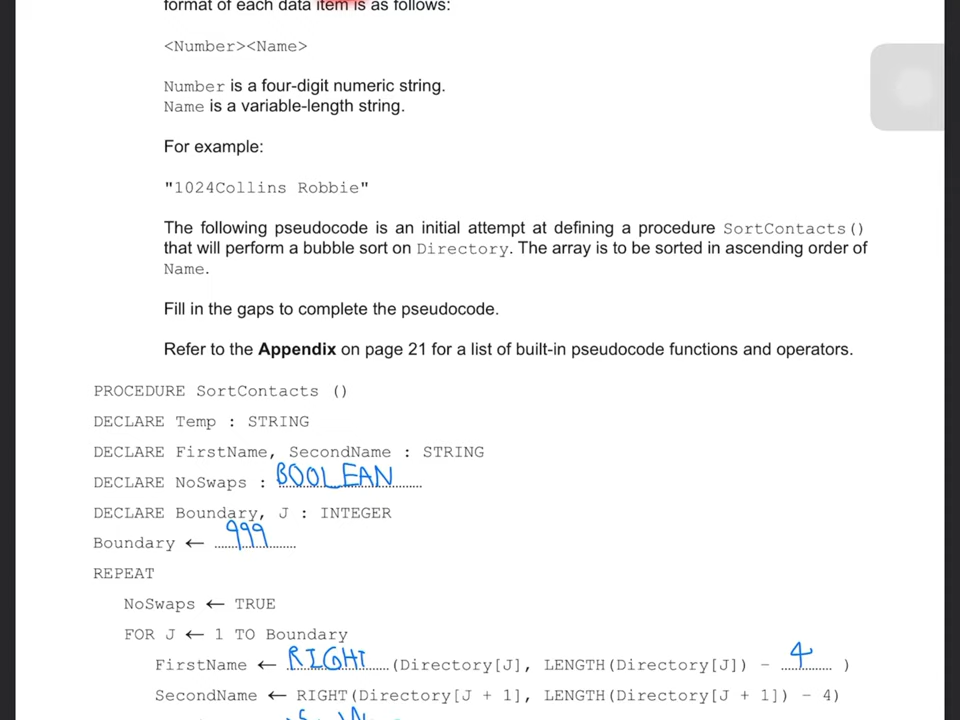 format of each data item is as follows:
<Number><Name>
Number is a four-digit numeric string.
Name is a variable-length string.
For example:
"1024Collins Robbie"
The following pseudocode is an initial attempt at defining a procedure SortContacts()
that will perform a bubble sort on Directory. The array is to be sorted in ascending order of
Name.
Fill in the gaps to complete the pseudocode.
Refer to the Appendix on page 21 for a list of built-in pseudocode functions and operators.
PROCEDURE SortContacts ()
DECLARE Temp : STRING
DECLARE FirstName, SecondName : STRING
DECLARE NoSwaps : BOOLEAN
DECLARE Boundary, J : INTEGER
Boundary ← 999
REPEAT
NoSwaps ← TRUE
FOR J ← 1 TO Boundary
FirstName ← RIGHT (Directory[J], LENGTH(Directory[J]) - 4 )
SecondName ← RIGHT(Directory[J + 1], LENGTH(Directory[J + 1]) - 4)